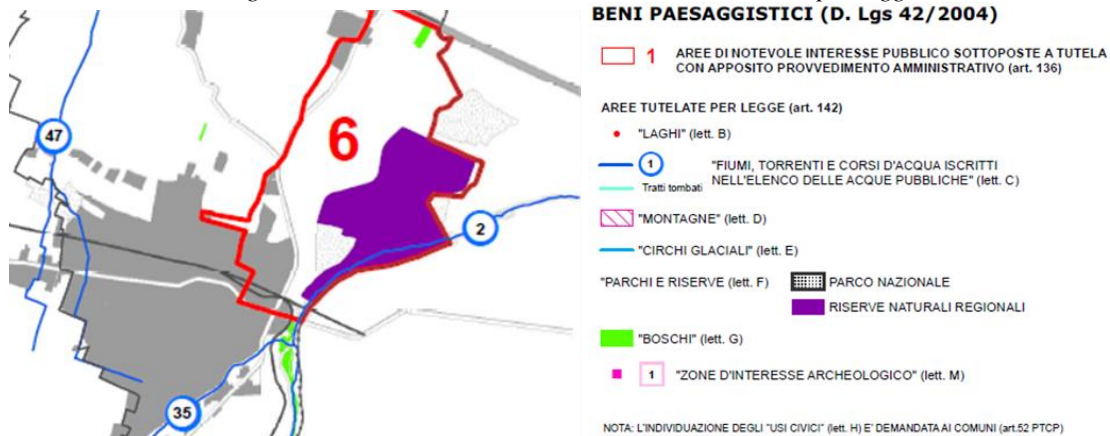 BENI PAESAGGISTICI (D. Lgs 42/2004)
1 AREE DI NOTEVOLE INTERESSE PUBBLICO SOTTOPOSTE A TUTELA
CON APPOSITO PROVVEDIMENTO AMMINISTRATIVO (art. 136)
AREE TUTELATE PER LEGGE (art. 142)
"LAGHI" (lett. B)
1 "FIUMI, TORRENTI E CORSI D'ACQUA ISCRITTI
Tratti tombati NELL'ELENCO DELLE ACQUE PUBBLICHE" (lett. C)
"MONTAGNE" (lett. D)
"CIRCHI GLACIALI" (lett. E)
"PARCHI E RISERVE (lett. F) PARCO NAZIONALE
RISERVE NATURALI REGIONALI
"BOSCHI" (lett. G)
1 "ZONE D'INTERESSE ARCHEOLOGICO" (lett. M)
NOTA: L'INDIVIDUAZIONE DEGLI "USI CIVICI" (lett. H) E' DEMANDATA AI COMUNI (art.52 PTCP)
47
6
2
35